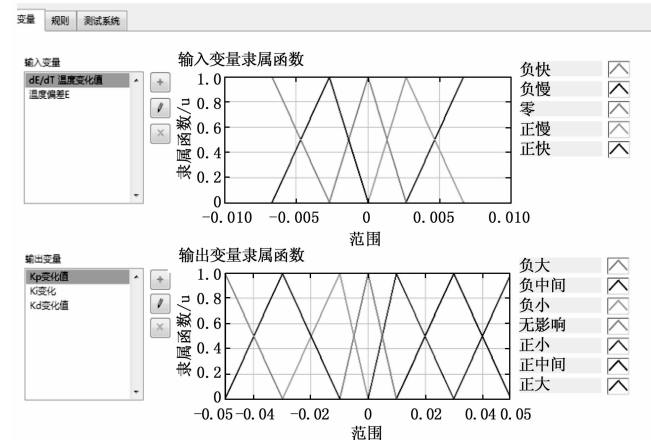 变量 规则 测试系统
输入变量
dE/dT 温度变化值
温度偏差E
输入变量隶属函数
隶属函数/u
1.0
0.8
0.6
0.4
0.2
0
-0.010 -0.005 0 0.005 0.010
范围
负快
负慢
零
正慢
正快
输出变量
Kp变化值
Ki变化
Kd变化值
输出变量隶属函数
隶属函数/u
1.0
0.8
0.6
0.4
0.2
0
-0.05 -0.04 -0.02 0 0.02 0.04 0.05
范围
负大
负中间
负小
无影响
正小
正中间
正大